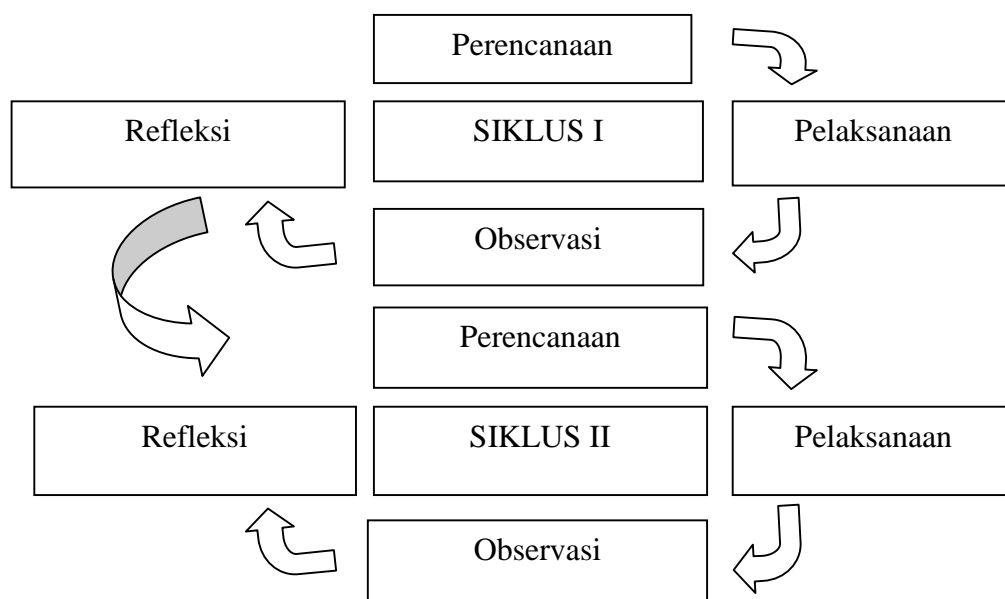 Perencanaan
Refleksi
SIKLUS I
Pelaksanaan
Observasi
Perencanaan
Refleksi
SIKLUS II
Pelaksanaan
Observasi